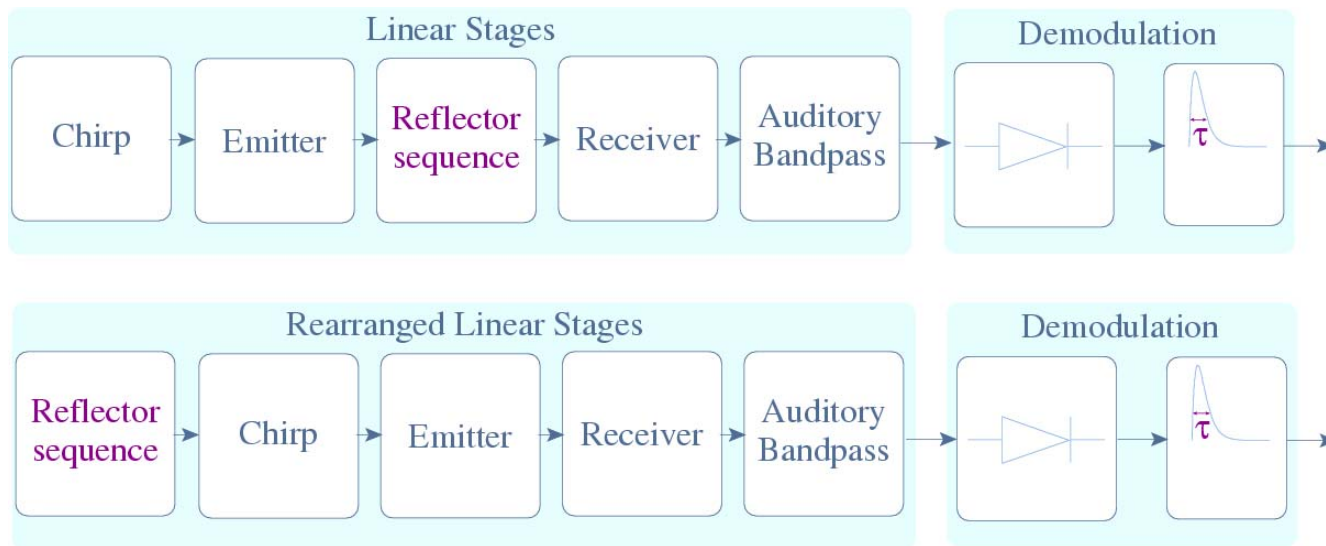 Linear Stages
Demodulation
Chirp
Emitter
Reflector
sequence
Receiver
Auditory
Bandpass
τ
Rearranged Linear Stages
Demodulation
Reflector
sequence
Chirp
Emitter
Receiver
Auditory
Bandpass
τ